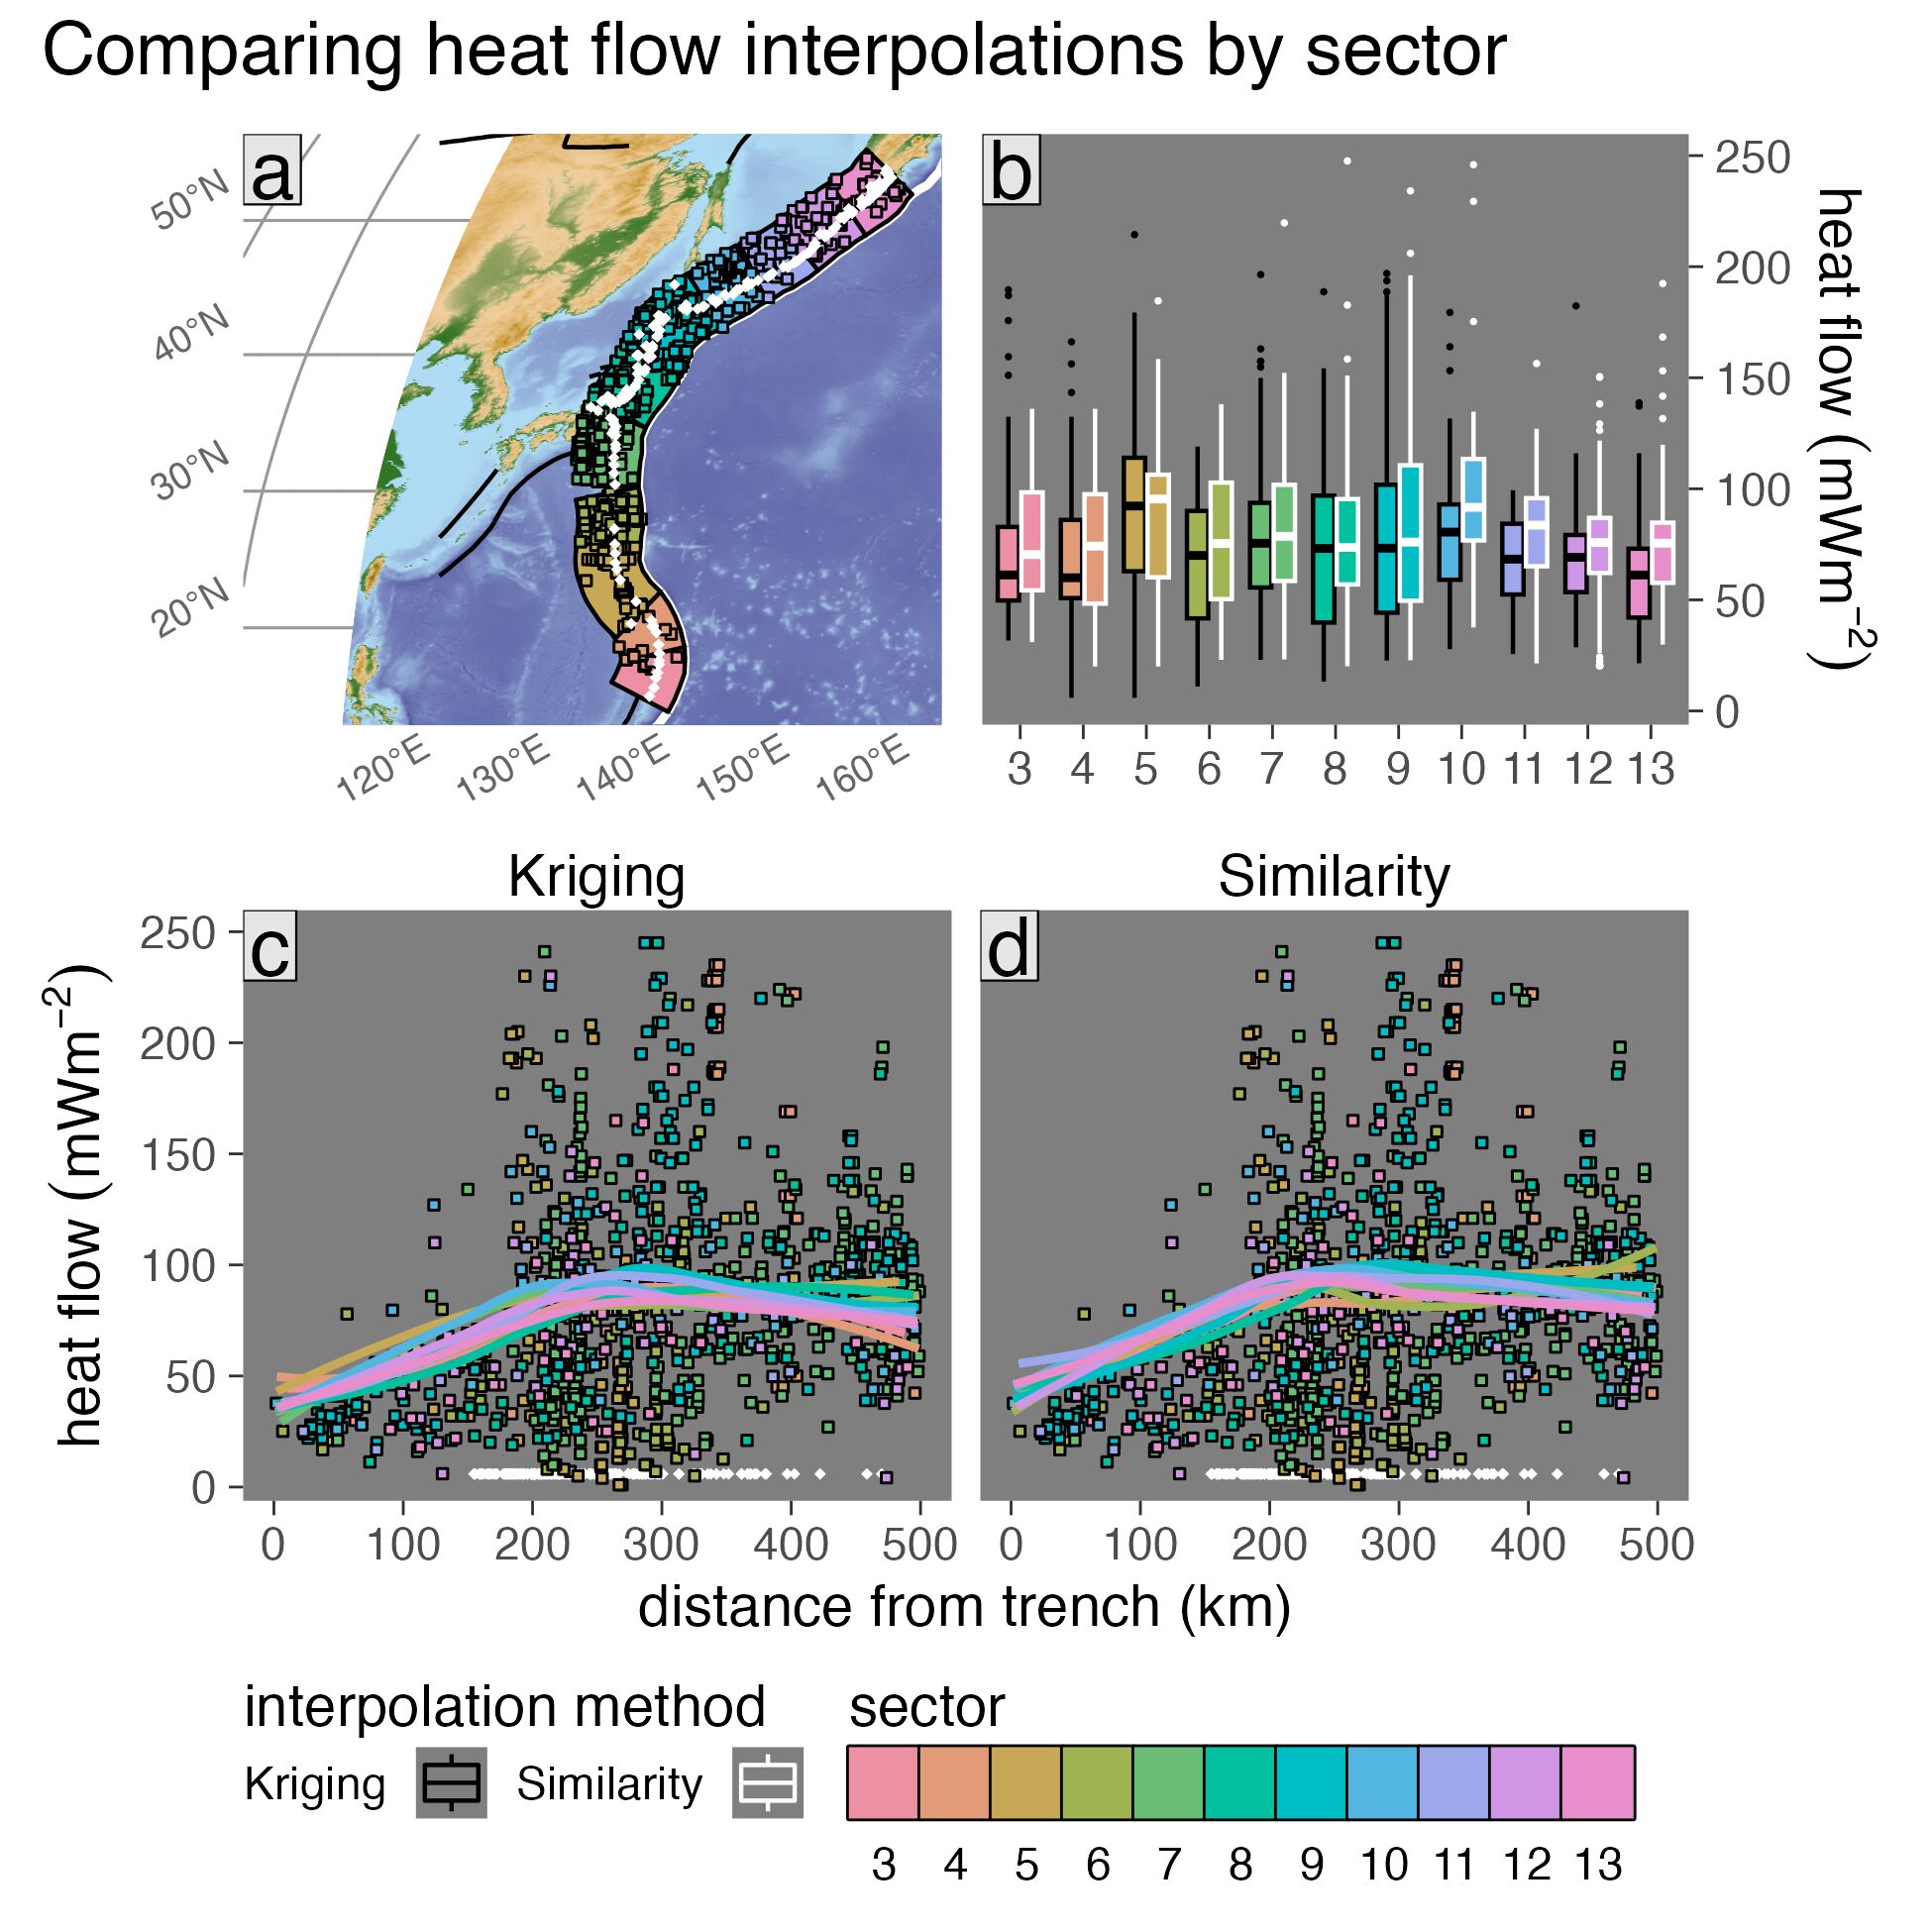 Comparing heat flow interpolations by sector
a
50°N
40°N
30°N
20°N
120°E 130°E 140°E 150°E 160°E
b
250
200
150
100
50
0
heat flow (mWm⁻²)
3 4 5 6 7 8 9 10 11 12 13
Kriging
c
heat flow (mWm⁻²)
250
200
150
100
50
0
0 100 200 300 400 500
Similarity
d
0 100 200 300 400 500
distance from trench (km)
interpolation method
Kriging Similarity
sector
3 4 5 6 7 8 9 10 11 12 13